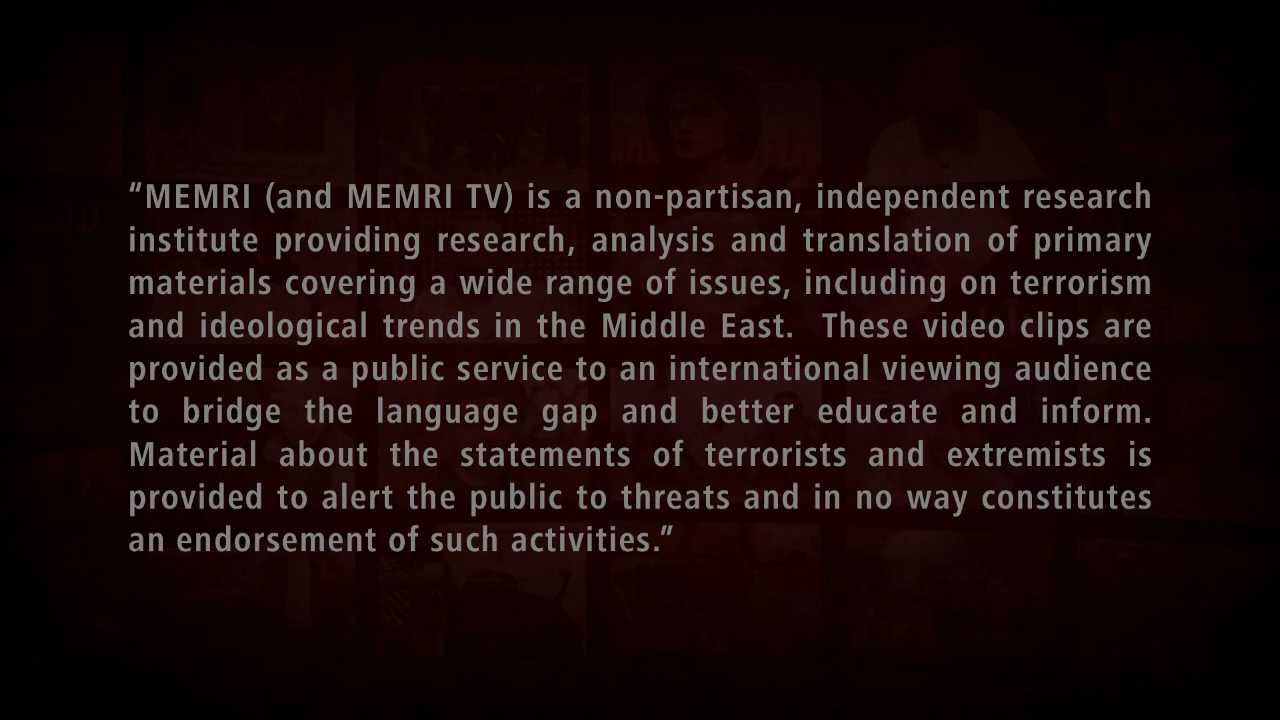 “MEMRI (and MEMRI TV) is a non-partisan, independent research
institute providing research, analysis and translation of primary
materials covering a wide range of issues, including on terrorism
and ideological trends in the Middle East.  These video clips are
provided as a public service to an international viewing audience
to bridge the language gap and better educate and inform.
Material about the statements of terrorists and extremists is
provided to alert the public to threats and in no way constitutes
an endorsement of such activities.”